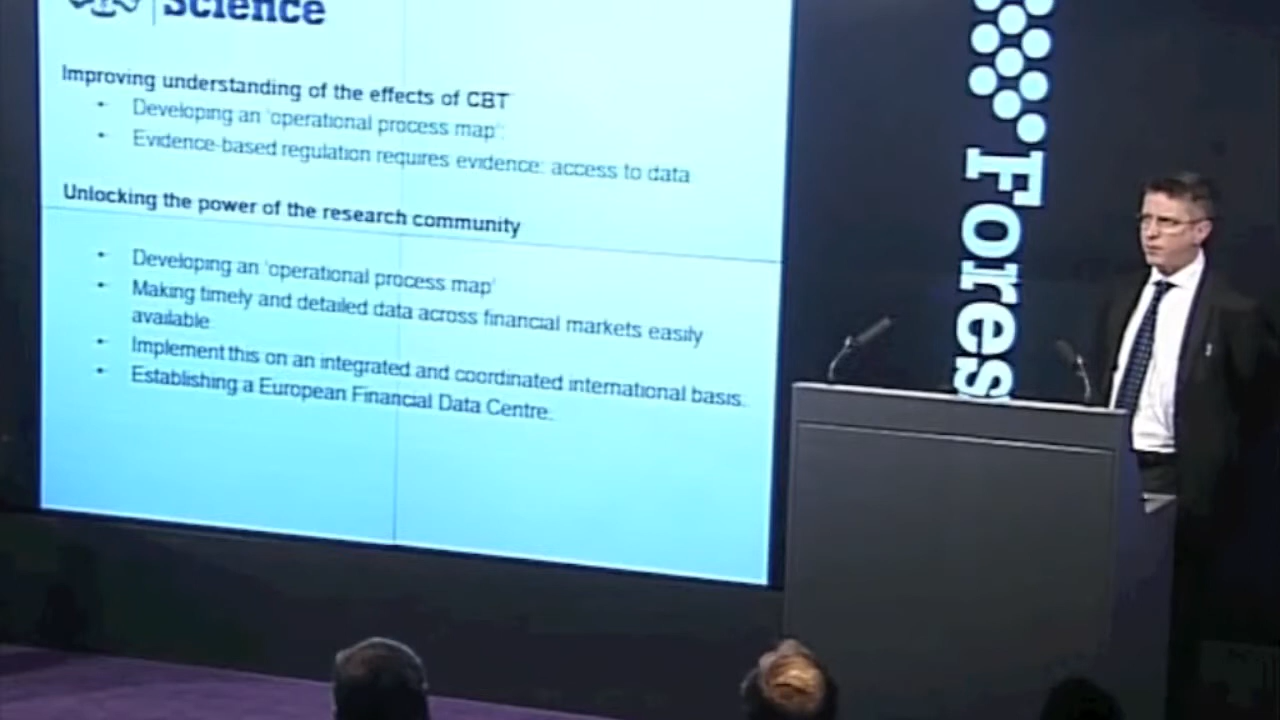 Science
Improving understanding of the effects of CBT
• Developing an 'operational process map':
• Evidence-based regulation requires evidence: access to data
Unlocking the power of the research community
• Developing an 'operational process map'
• Making timely and detailed data across financial markets easily
available
• Implement this on an integrated and coordinated international basis.
• Establishing a European Financial Data Centre.
Fores